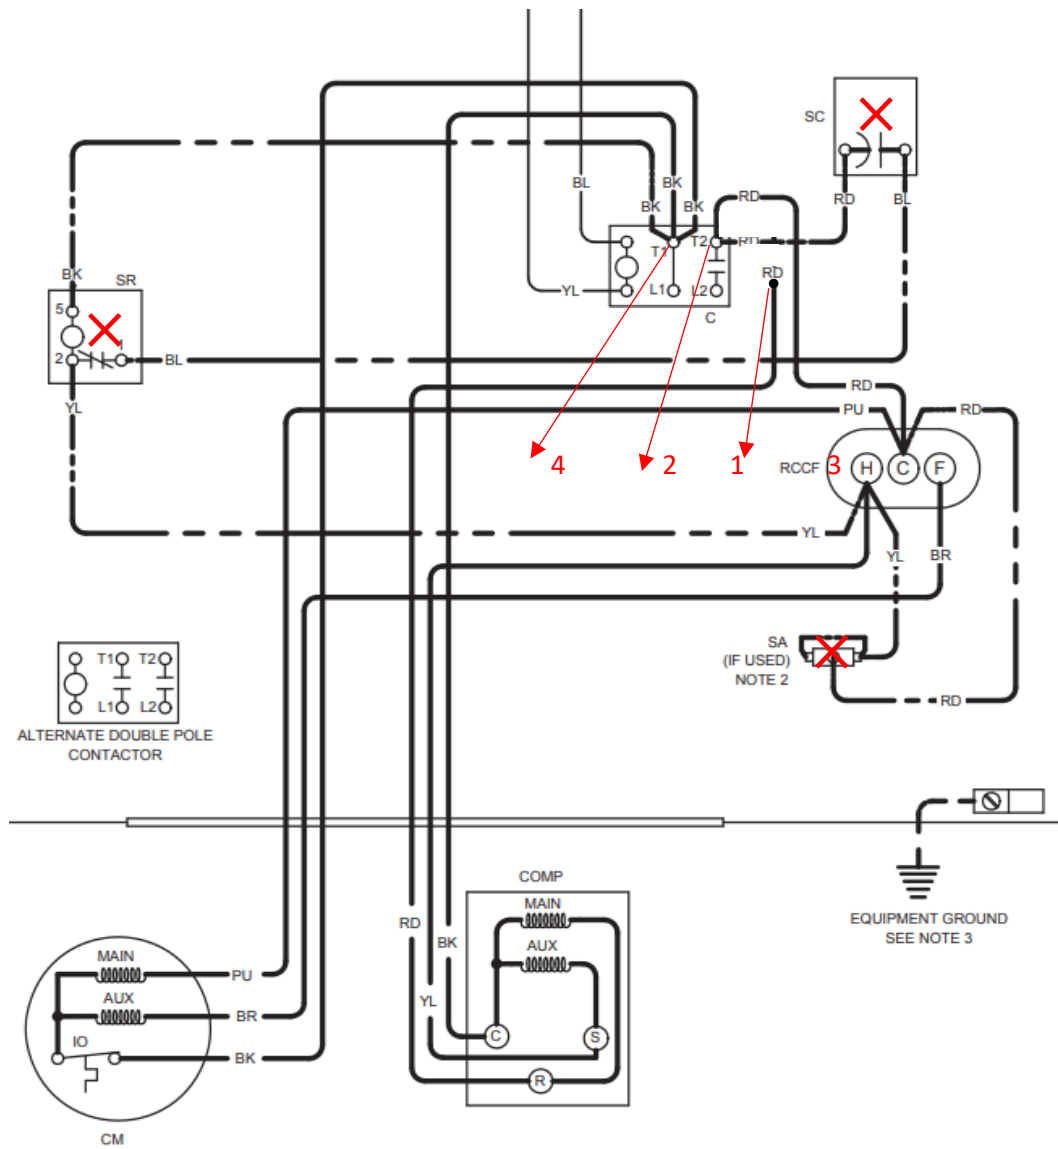 SC
BL
BK
RD
RD
BL
BK
BK
T1
T2
RD
BK
SR
RD
5
YL
L1
L2
C
2
1
BL
YL
RD
PU
RD
4
2
1
RCCF
3
H
C
F
YL
YL
BR
SA
(IF USED)
NOTE 2
T1
T2
L1
L2
RD
ALTERNATE DOUBLE POLE
CONTACTOR
COMP
MAIN
EQUIPMENT GROUND
SEE NOTE 3
RD
BK
AUX
MAIN
PU
AUX
YL
BR
C
S
IO
BK
R
CM